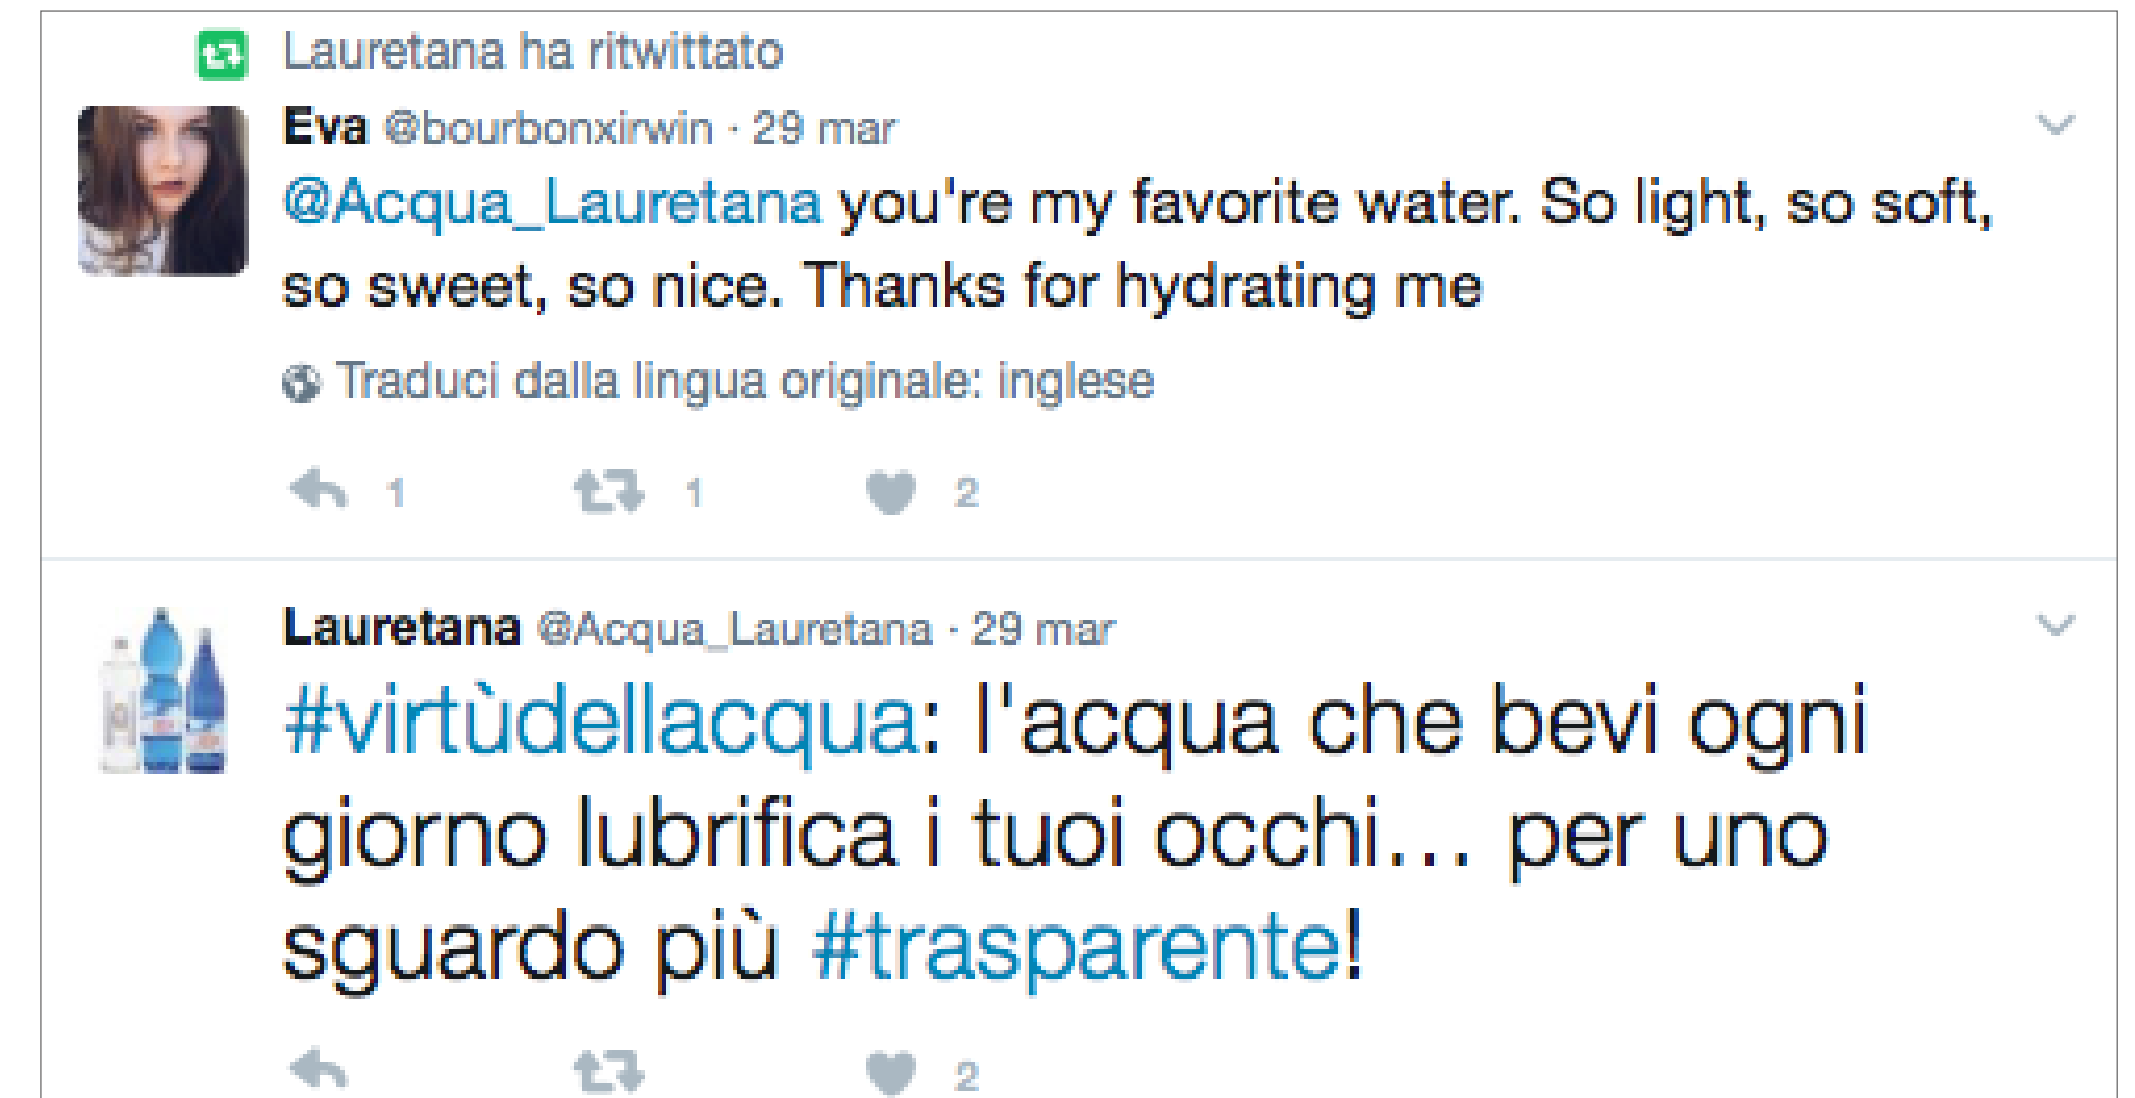 Lauretana ha ritwittato
Eva @bourbonxirwin · 29 mar
@Acqua_Lauretana you're my favorite water. So light, so soft,
so sweet, so nice. Thanks for hydrating me
Traduci dalla lingua originale: inglese
1 1 2
Lauretana @Acqua_Lauretana · 29 mar
#virtùdellacqua: l'acqua che bevi ogni
giorno lubrifica i tuoi occhi... per uno
sguardo più #trasparente!
2